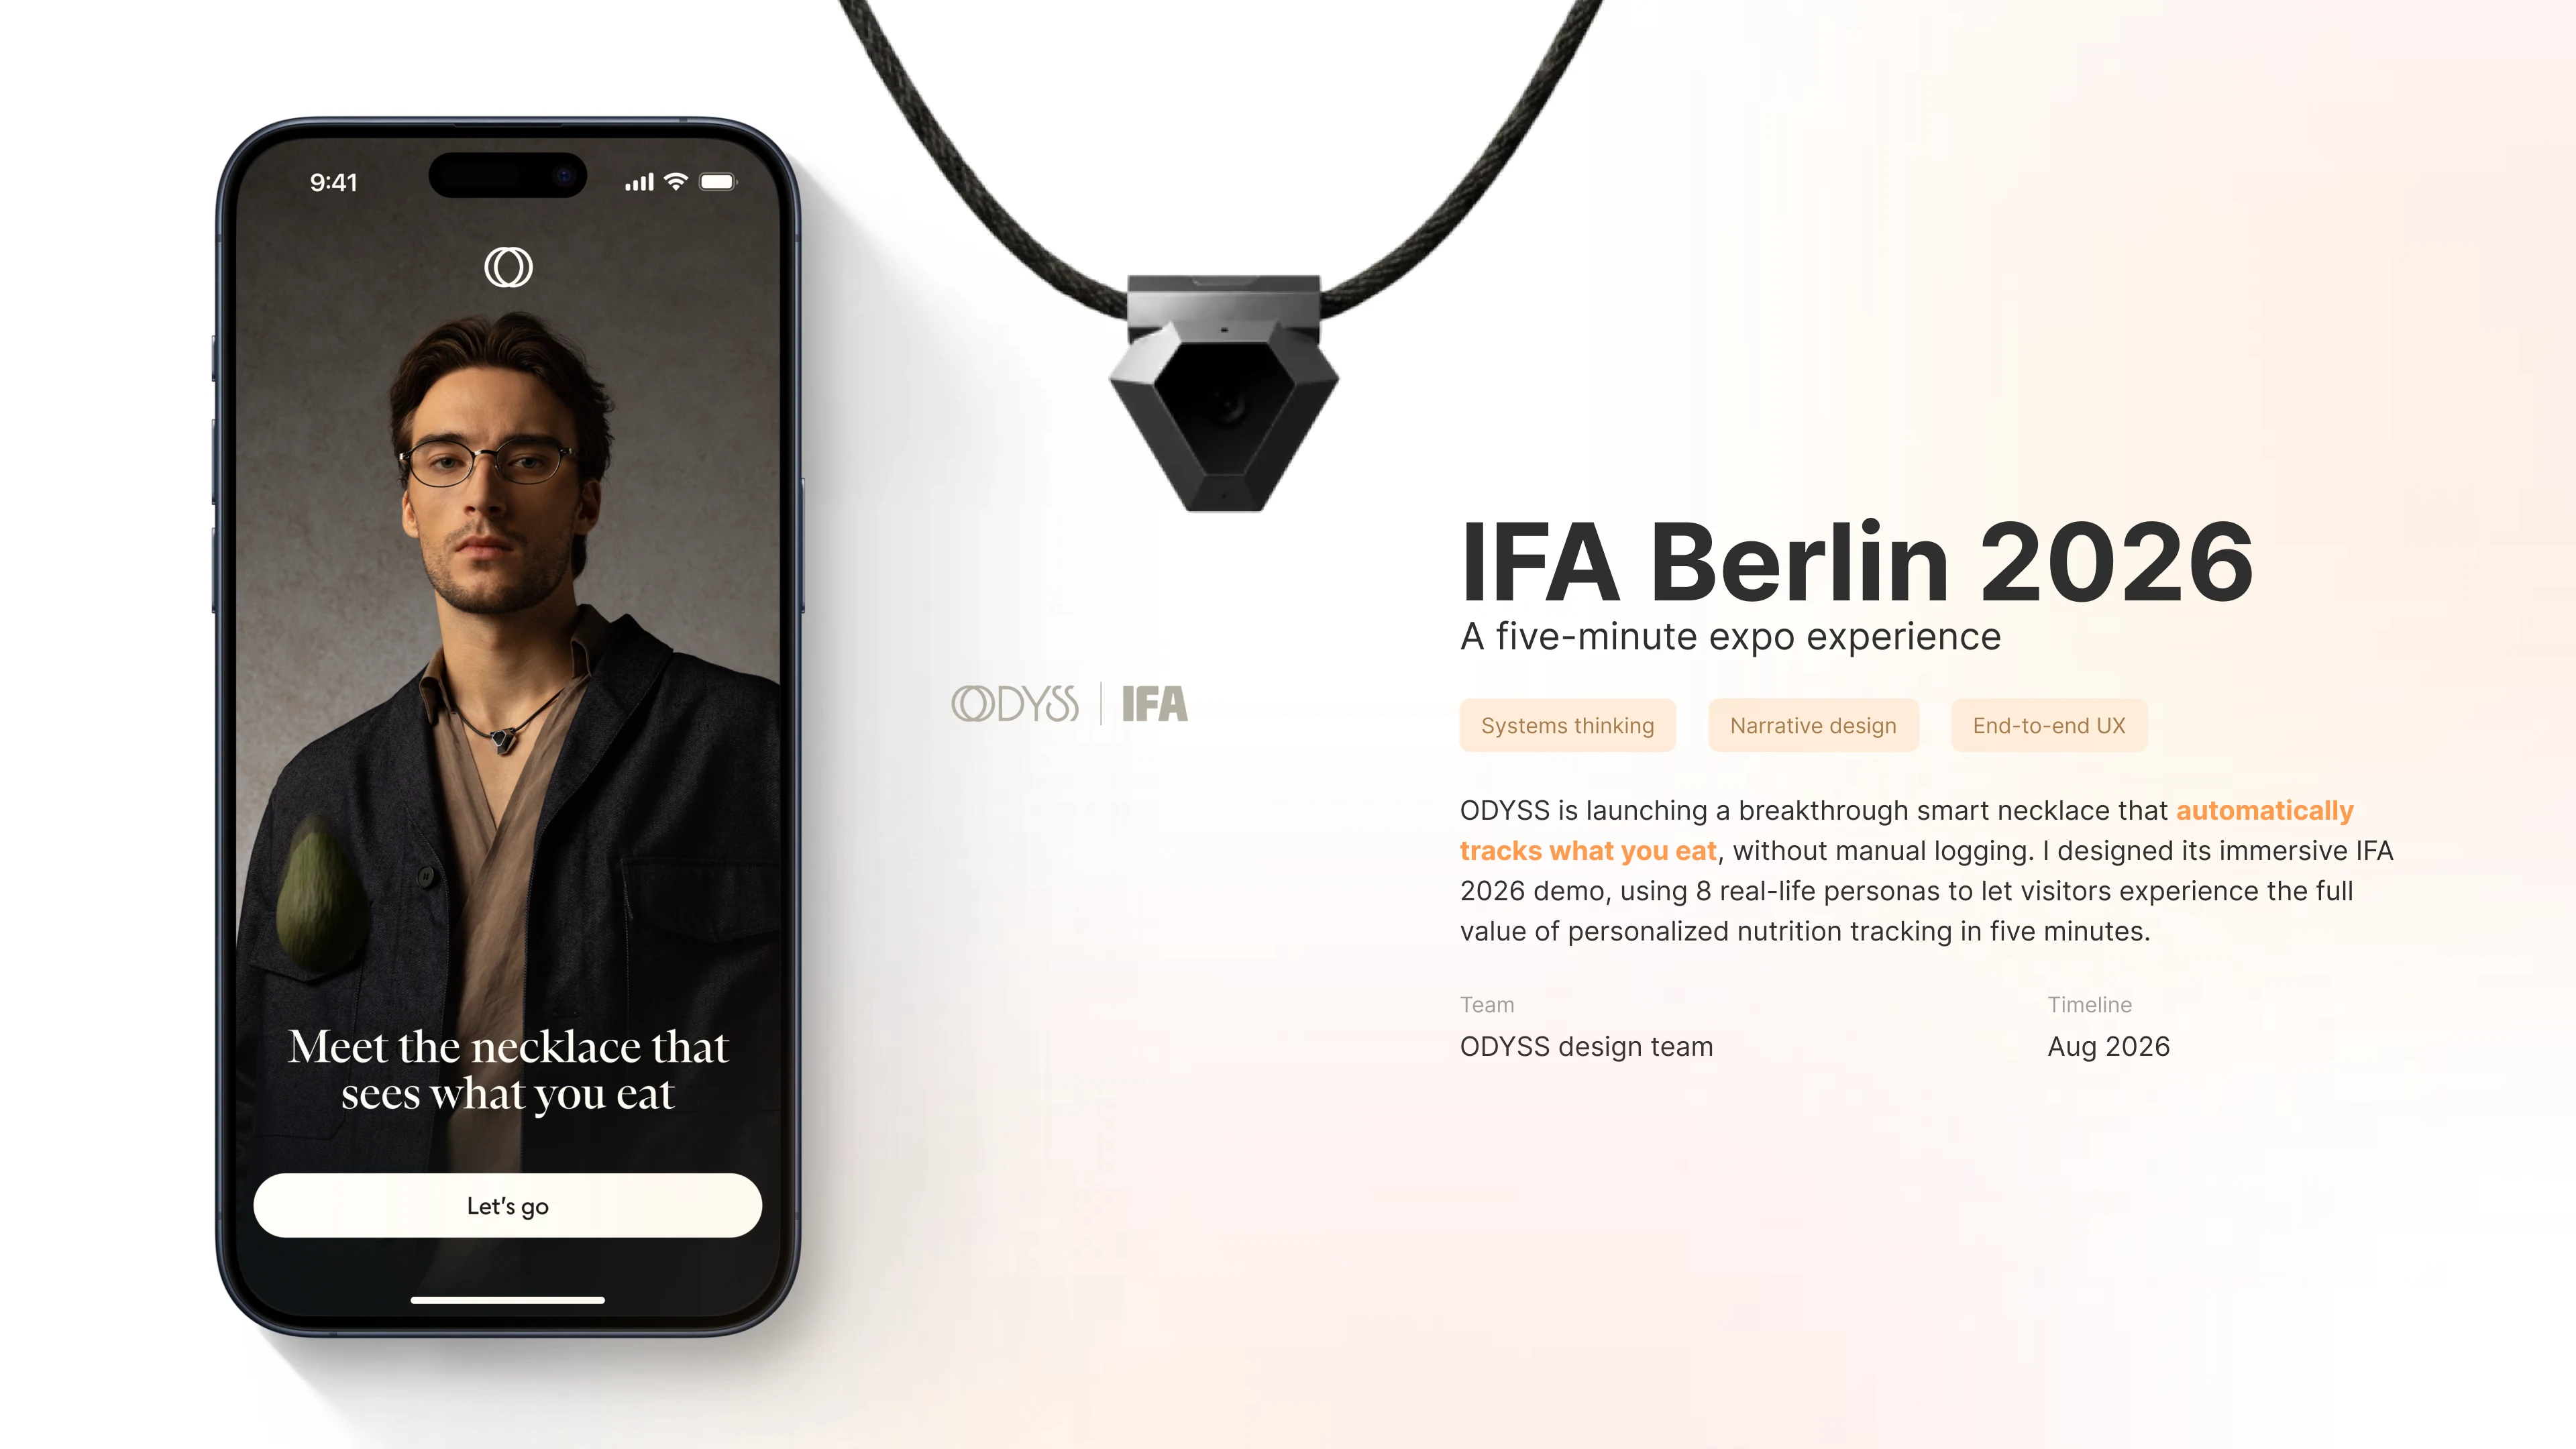 9:41
Meet the necklace that
sees what you eat
Let's go
ODYSS | IFA
IFA Berlin 2026
A five-minute expo experience
Systems thinking
Narrative design
End-to-end UX
ODYSS is launching a breakthrough smart necklace that automatically
tracks what you eat, without manual logging. I designed its immersive IFA
2026 demo, using 8 real-life personas to let visitors experience the full
value of personalized nutrition tracking in five minutes.
Team
Timeline
ODYSS design team
Aug 2026